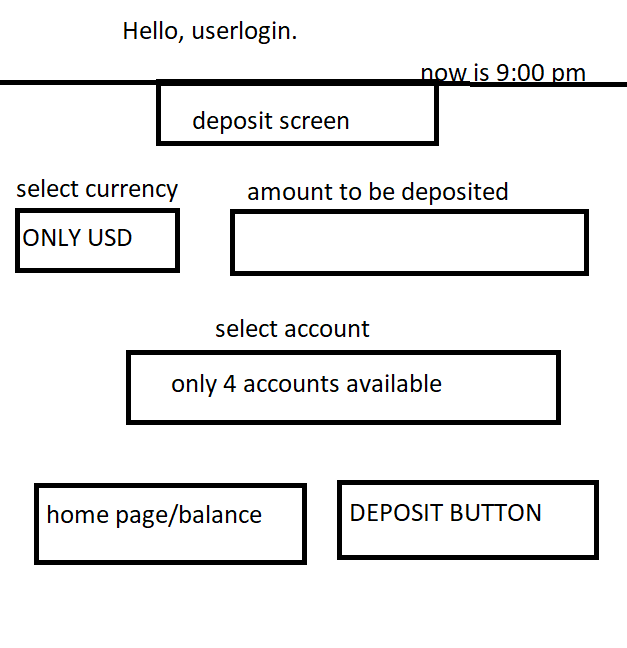 Hello, userlogin.
now is 9:00 pm
deposit screen
select currency
amount to be deposited
ONLY USD
select account
only 4 accounts available
home page/balance
DEPOSIT BUTTON